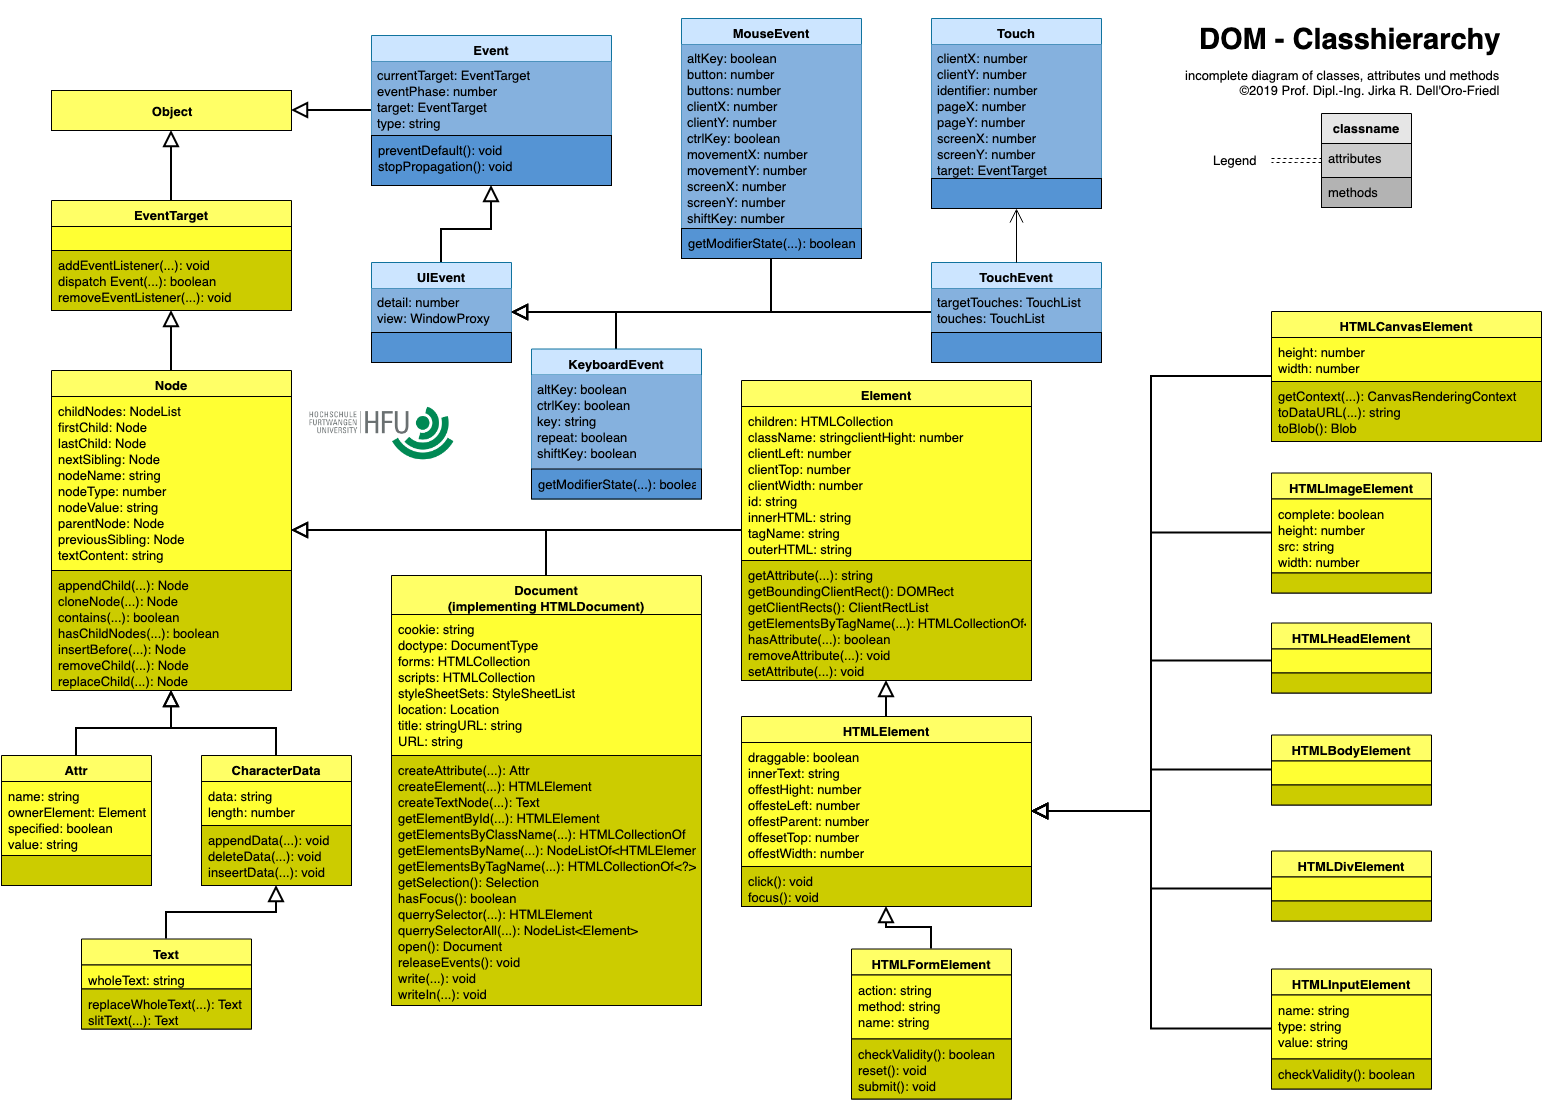 DOM - Classhierarchy
incomplete diagram of classes, attributes und methods
©2019 Prof. Dipl.-Ing. Jirka R. Dell'Oro-Friedl
Legend
classname
attributes
methods
Object
EventTarget
addEventListener(...): void
dispatch Event(...): boolean
removeEventListener(...): void
Node
childNodes: NodeList
firstChild: Node
lastChild: Node
nextSibling: Node
nodeName: string
nodeType: number
nodeValue: string
parentNode: Node
previousSibling: Node
textContent: string
appendChild(...): Node
cloneNode(...): Node
contains(...): boolean
hasChildNodes(...): boolean
insertBefore(...): Node
removeChild(...): Node
replaceChild(...): Node
Attr
name: string
ownerElement: Element
specified: boolean
value: string
CharacterData
data: string
length: number
appendData(...): void
deleteData(...): void
inseertData(...): void
Text
wholeText: string
replaceWholeText(...): Text
slitText(...): Text
Event
currentTarget: EventTarget
eventPhase: number
target: EventTarget
type: string
preventDefault(): void
stopPropagation(): void
UIEvent
detail: number
view: WindowProxy
MouseEvent
altKey: boolean
button: number
buttons: number
clientX: number
clientY: number
ctrlKey: boolean
movementX: number
movementY: number
screenX: number
screenY: number
shiftKey: number
getModifierState(...): boolean
Touch
clientX: number
clientY: number
identifier: number
pageX: number
pageY: number
screenX: number
screenY: number
target: EventTarget
TouchEvent
targetTouches: TouchList
touches: TouchList
KeyboardEvent
altKey: boolean
ctrlKey: boolean
key: string
repeat: boolean
shiftKey: boolean
getModifierState(...): boolea
HOCHSCHULE
FURTWANGEN
UNIVERSITY
HFU
Document
(implementing HTMLDocument)
cookie: string
doctype: DocumentType
forms: HTMLCollection
scripts: HTMLCollection
styleSheetSets: StyleSheetList
location: Location
title: stringURL: string
URL: string
createAttribute(...): Attr
createElement(...): HTMLElement
createTextNode(...): Text
getElementById(...): HTMLElement
getElementsByClassName(...): HTMLCollectionOf
getElementsByName(...): NodeListOf<HTMLElemer
getElementsByTagName(...): HTMLCollectionOf<?>
getSelection(): Selection
hasFocus(): boolean
querrySelector(...): HTMLElement
querrySelectorAll(...): NodeList<Element>
open(): Document
releaseEvents(): void
write(...): void
writeIn(...): void
Element
children: HTMLCollection
className: stringclientHight: number
clientLeft: number
clientTop: number
clientWidth: number
id: string
innerHTML: string
tagName: string
outerHTML: string
getAttribute(...): string
getBoundingClientRect(): DOMRect
getClientRects(): ClientRectList
getElementsByTagName(...): HTMLCollectionOf
hasAttribute(...): boolean
removeAttribute(...): void
setAttribute(...): void
HTMLElement
draggable: boolean
innerText: string
offestHight: number
offesteLeft: number
offestParent: number
offesetTop: number
offestWidth: number
click(): void
focus(): void
HTMLFormElement
action: string
method: string
name: string
checkValidity(): boolean
reset(): void
submit(): void
HTMLCanvasElement
height: number
width: number
getContext(...): CanvasRenderingContext
toDataURL(...): string
toBlob(): Blob
HTMLImageElement
complete: boolean
height: number
src: string
width: number
HTMLHeadElement
HTMLBodyElement
HTMLDivElement
HTMLInputElement
name: string
type: string
value: string
checkValidity(): boolean